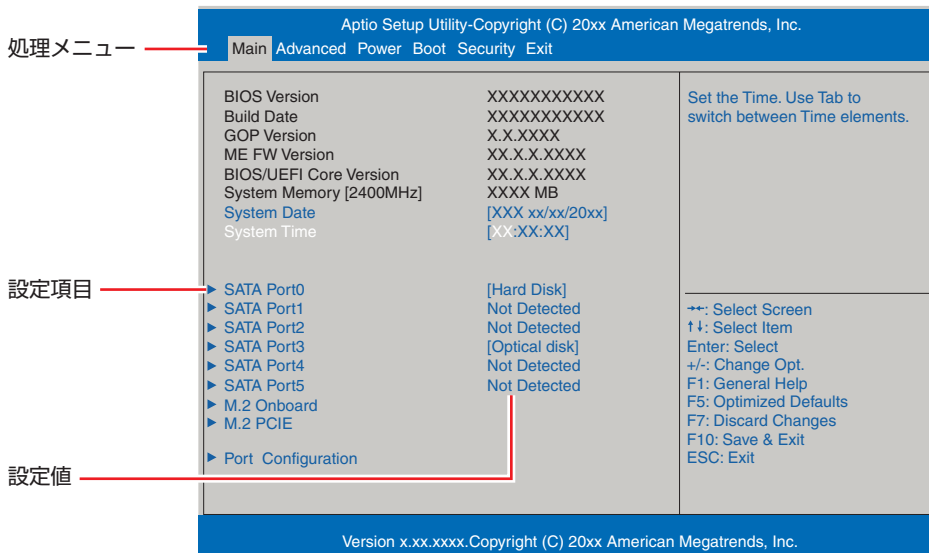 Aptio Setup Utility-Copyright (C) 20xx American Megatrends, Inc.
処理メニュー
Main Advanced Power Boot Security Exit
BIOS Version XXXXXXXXXXX
Build Date XXXXXXXXXXX
GOP Version X.X.XXXX
ME FW Version XX.X.X.XXXX
BIOS/UEFI Core Version XX.X.X.XXXX
System Memory [2400MHz] XXXX MB
System Date [XXX xx/xx/20xx]
System Time [XX:XX:XX]
設定項目
▶ SATA Port0 [Hard Disk]
▶ SATA Port1 Not Detected
▶ SATA Port2 Not Detected
▶ SATA Port3 [Optical disk]
▶ SATA Port4 Not Detected
▶ SATA Port5 Not Detected
▶ M.2 Onboard
▶ M.2 PCIE
▶ Port Configuration
設定値
Set the Time. Use Tab to
switch between Time elements.
→←: Select Screen
↑↓: Select Item
Enter: Select
+/-: Change Opt.
F1: General Help
F5: Optimized Defaults
F7: Discard Changes
F10: Save & Exit
ESC: Exit
Version x.xx.xxxx.Copyright (C) 20xx American Megatrends, Inc.